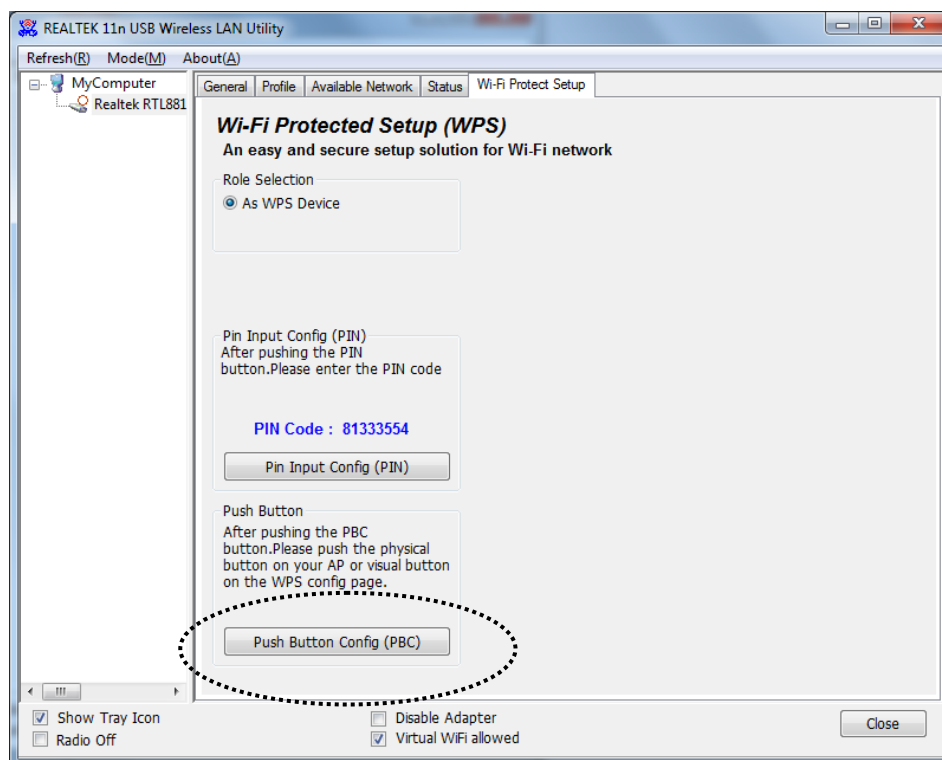 REALTEK 11n USB Wireless LAN Utility
Refresh(R) Mode(M) About(A)
MyComputer
Realtek RTL881
General Profile Available Network Status Wi-Fi Protect Setup
Wi-Fi Protected Setup (WPS)
An easy and secure setup solution for Wi-Fi network
Role Selection
As WPS Device
Pin Input Config (PIN)
After pushing the PIN
button.Please enter the PIN code
PIN Code : 81333554
Pin Input Config (PIN)
Push Button
After pushing the PBC
button.Please push the physical
button on your AP or visual button
on the WPS config page.
Push Button Config (PBC)
Show Tray Icon
Radio Off
Disable Adapter
Virtual WiFi allowed
Close